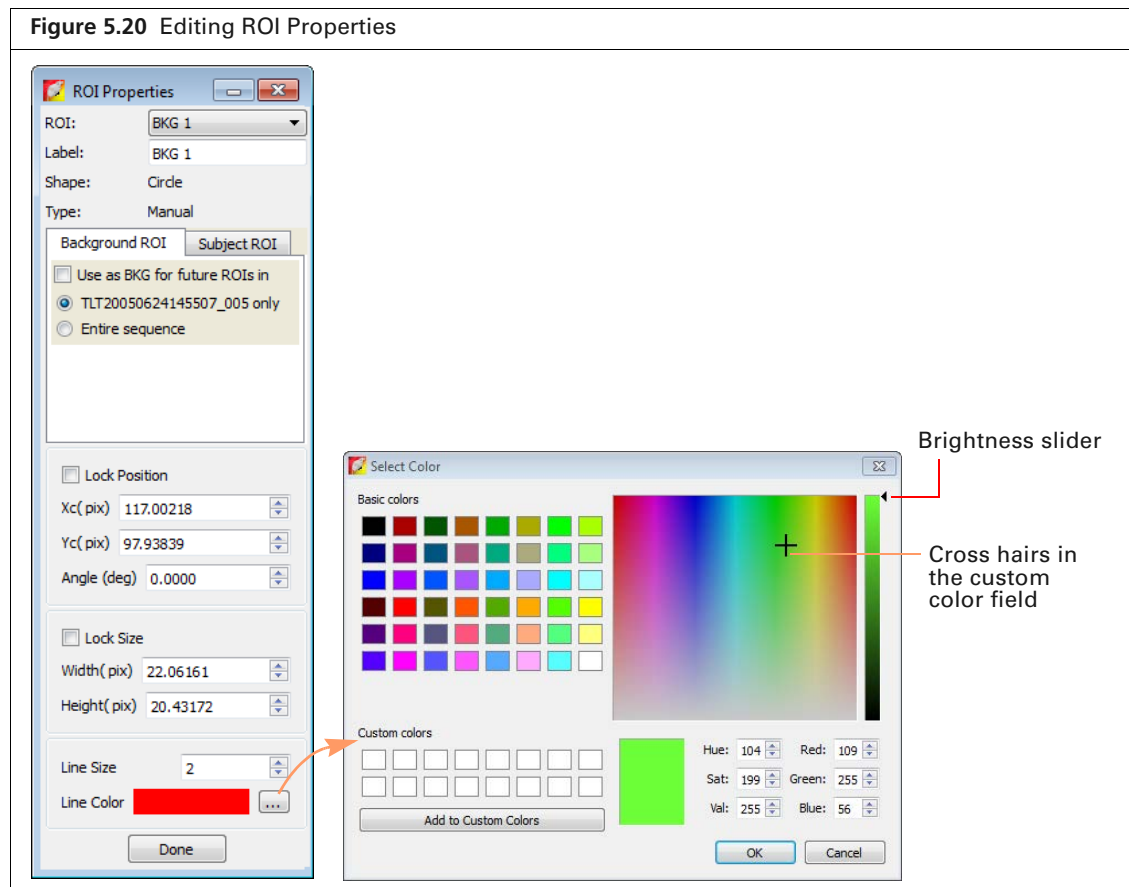 Figure 5.20 Editing ROI Properties
ROI Properties
ROI: BKG 1
Label: BKG 1
Shape: Circle
Type: Manual
Background ROI Subject ROI
Use as BKG for future ROIs in
TLT20050624145507_005 only
Entire sequence
Lock Position
Xc( pix) 117.00218
Yc( pix) 97.93839
Angle (deg) 0.0000
Lock Size
Width( pix) 22.06161
Height( pix) 20.43172
Line Size 2
Line Color ...
Done
Select Color
Basic colors
Custom colors
Add to Custom Colors
Hue: 104 Red: 109
Sat: 199 Green: 255
Val: 255 Blue: 56
OK Cancel
Brightness slider
Cross hairs in
the custom
color field